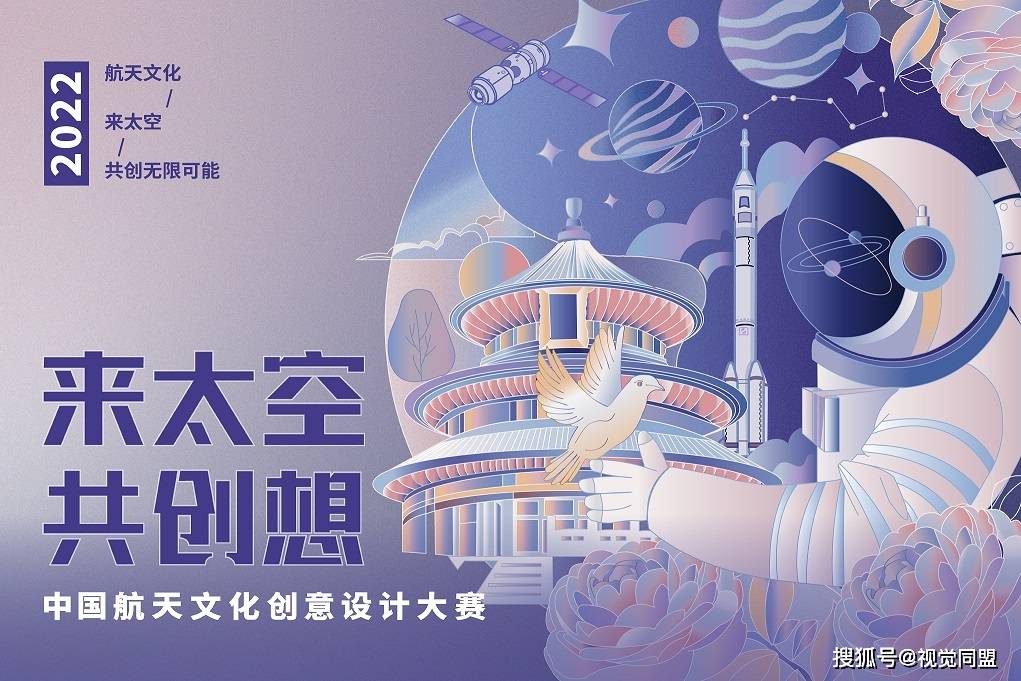 2022
航天文化
/
来太空
/
共创无限可能
来太空
共创想
中国航天文化创意设计大赛
搜狐号@视觉同盟